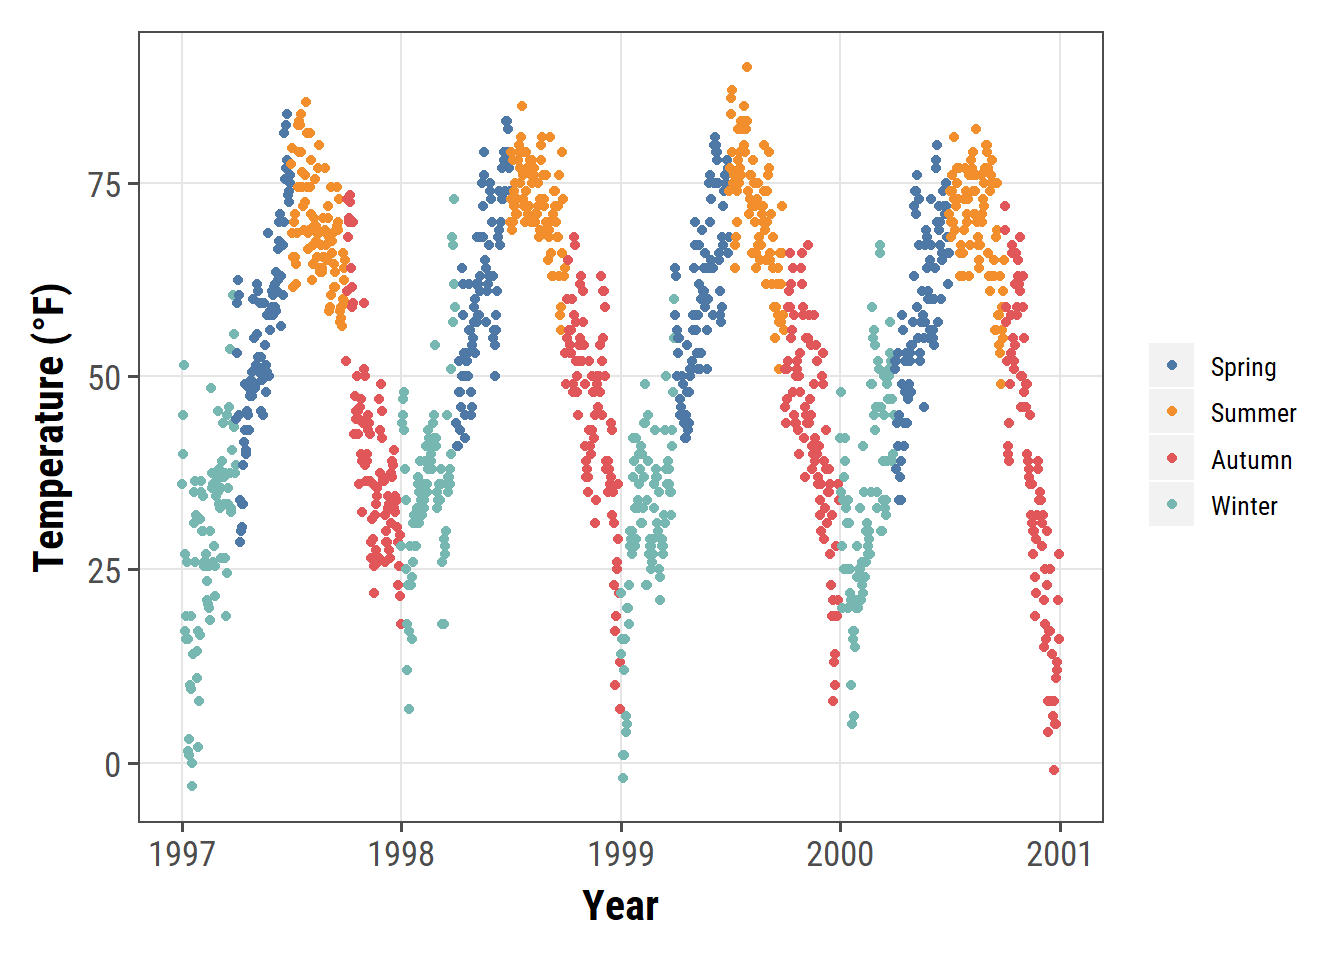 Temperature (°F)
75
50
25
0
1997 1998 1999 2000 2001
Year
Spring
Summer
Autumn
Winter